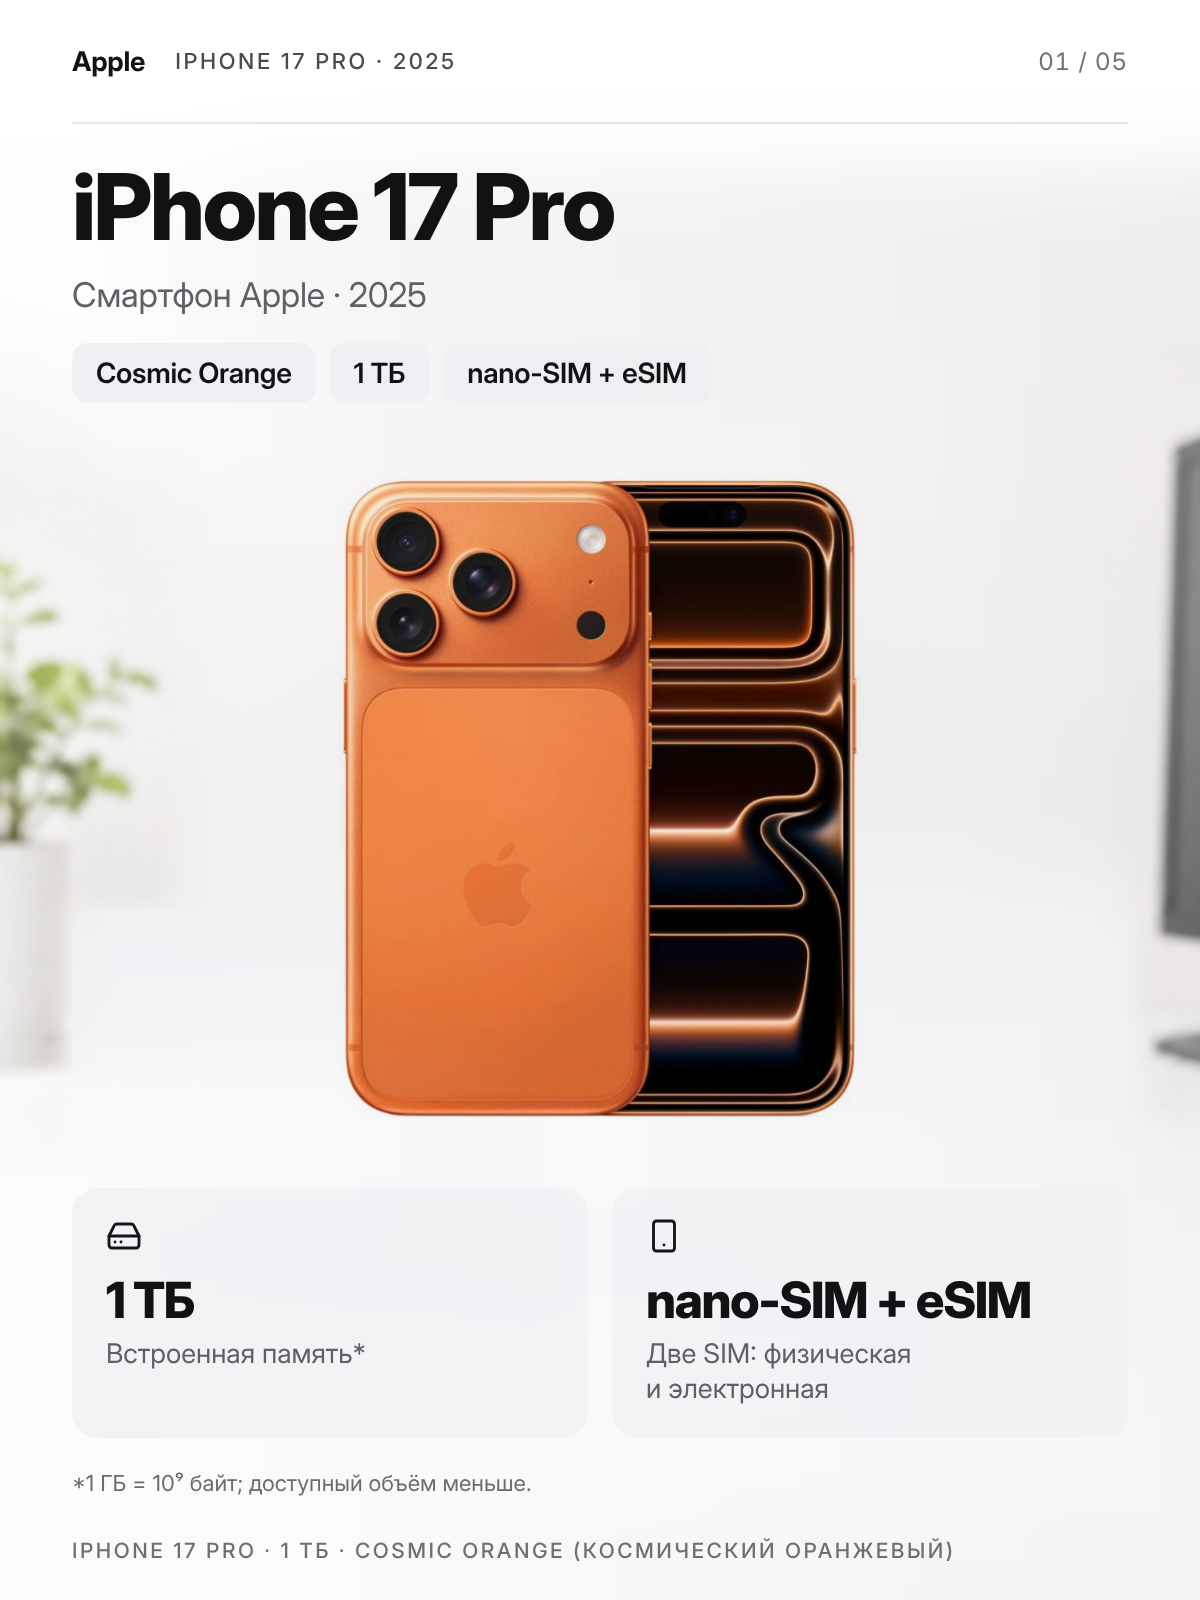 Apple IPHONE 17 PRO · 2025 01 / 05
iPhone 17 Pro
Смартфон Apple · 2025
Cosmic Orange 1 ТБ nano-SIM + eSIM
1 ТБ
Встроенная память*
nano-SIM + eSIM
Две SIM: физическая
и электронная
*1 ГБ = 10⁹ байт; доступный объём меньше.
IPHONE 17 PRO · 1 ТБ · COSMIC ORANGE (КОСМИЧЕСКИЙ ОРАНЖЕВЫЙ)